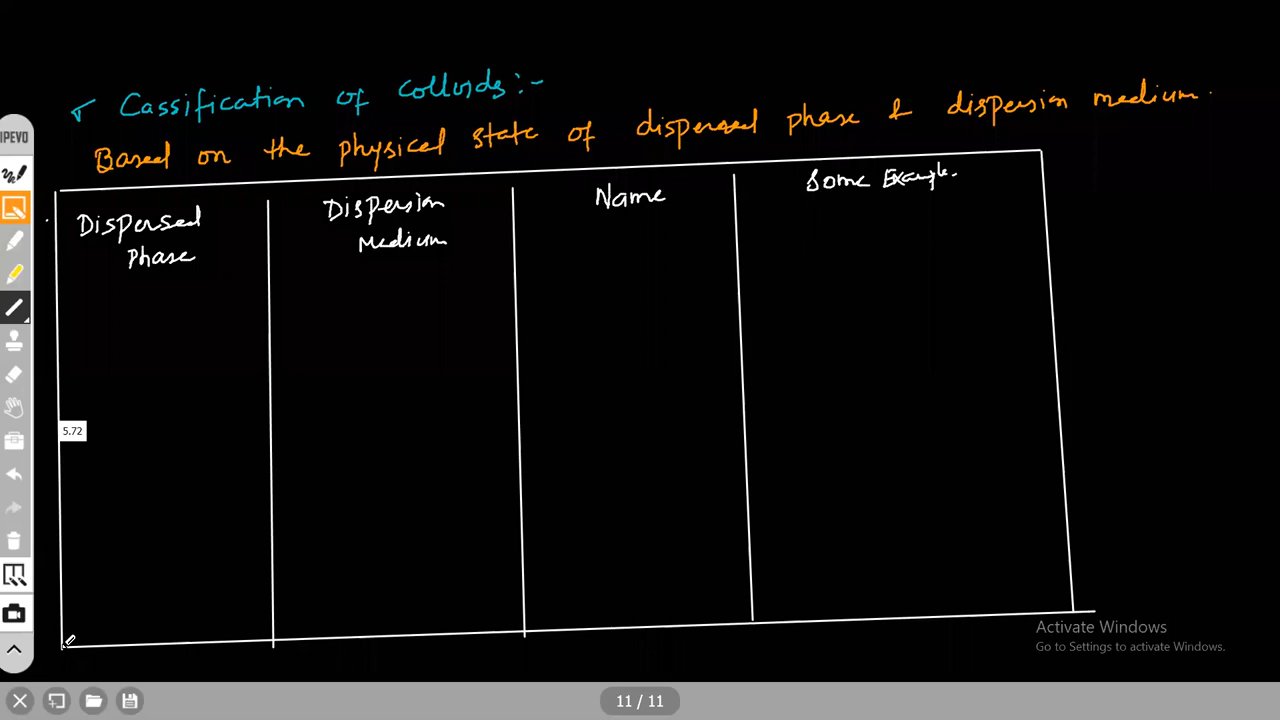 Cassification of colloids:-
Based on the physical state of dispersed phase & dispersion medium.
Dispersed Phase
Dispersion Medium
Name
Some Example.
IPEVO
5.72
Activate Windows
Go to Settings to activate Windows.
11 / 11